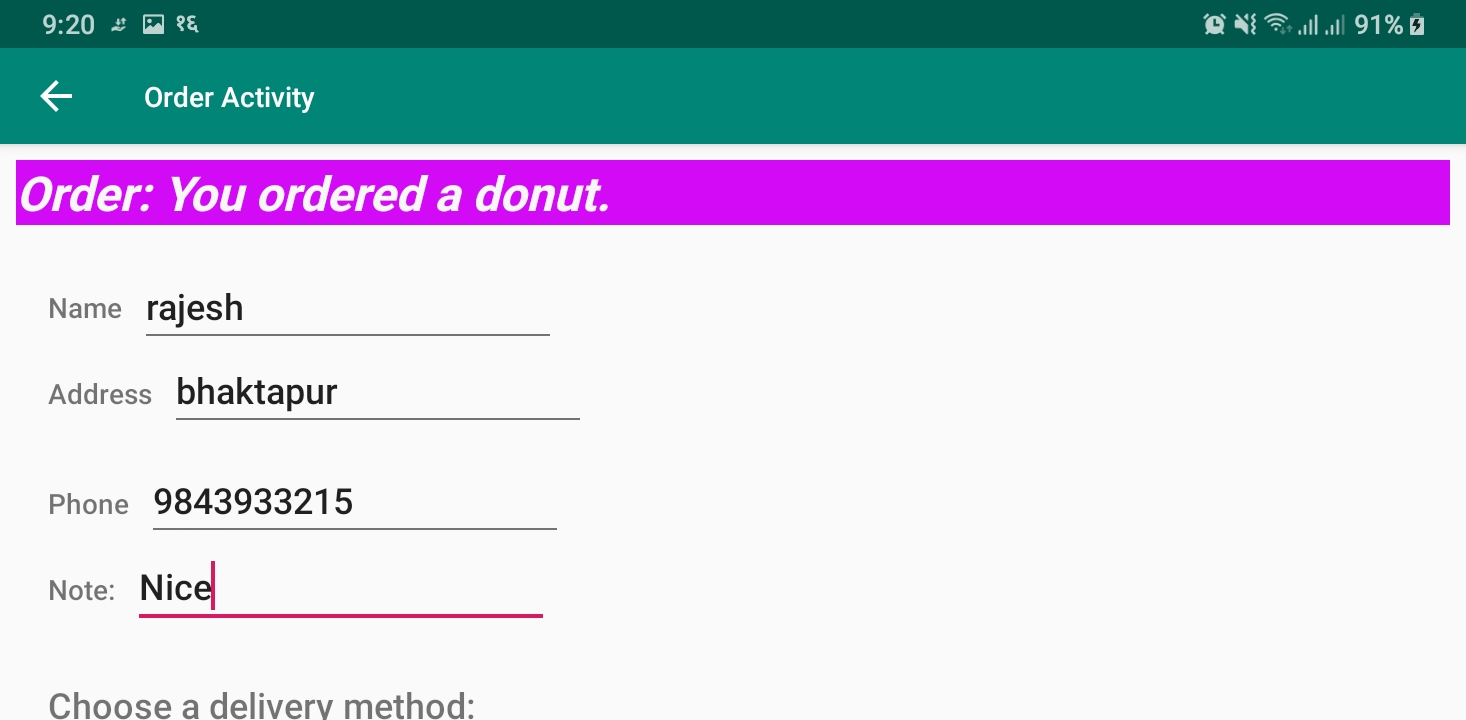 9:20 १६ 91%
Order Activity
Order: You ordered a donut.
Name rajesh
Address bhaktapur
Phone 9843933215
Note: Nice
Choose a delivery method: